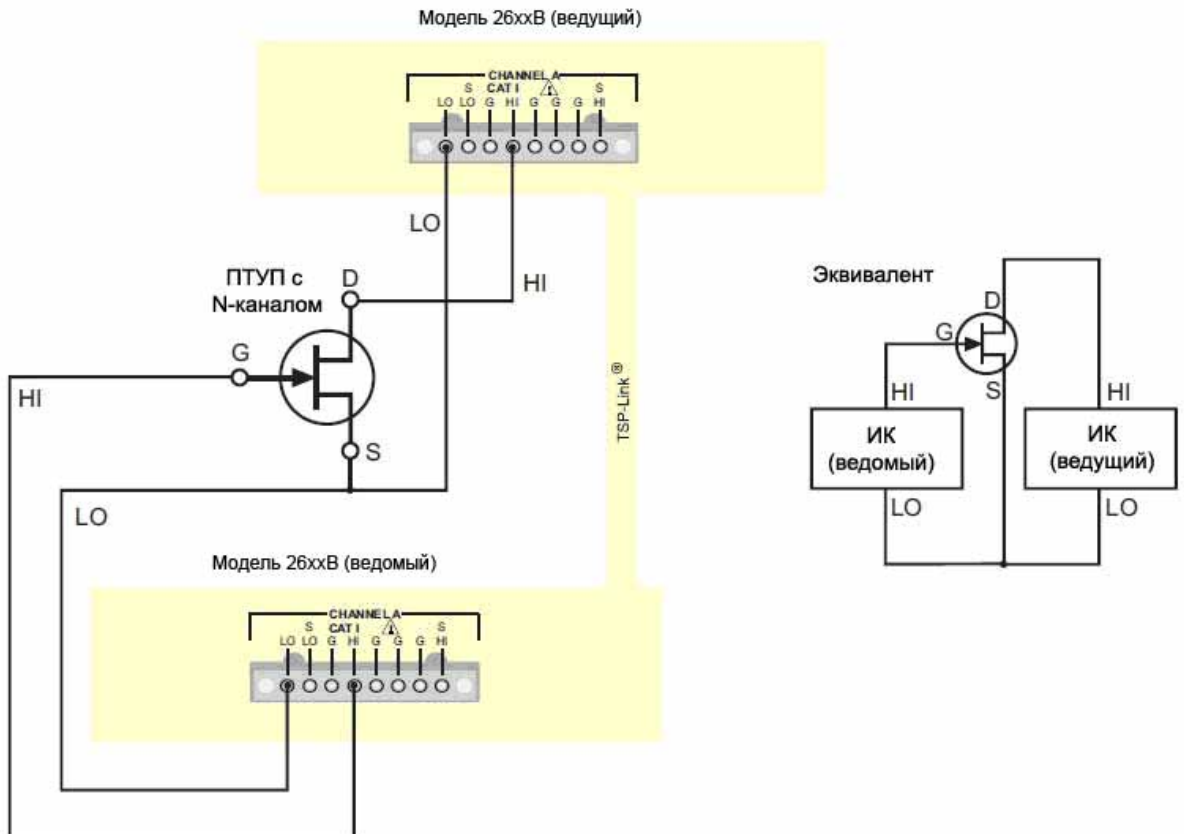 Модель 26xxB (ведущий)
CHANNEL A
S CAT I S
LO LO G HI G G G HI
LO
HI
ПТУП с
N-каналом
D
G
HI
S
LO
TSP-Link®
Модель 26xxB (ведомый)
CHANNEL A
S CAT I S
LO LO G HI G G G HI
Эквивалент
D
G
S
HI
HI
ИК
(ведомый)
ИК
(ведущий)
LO
LO